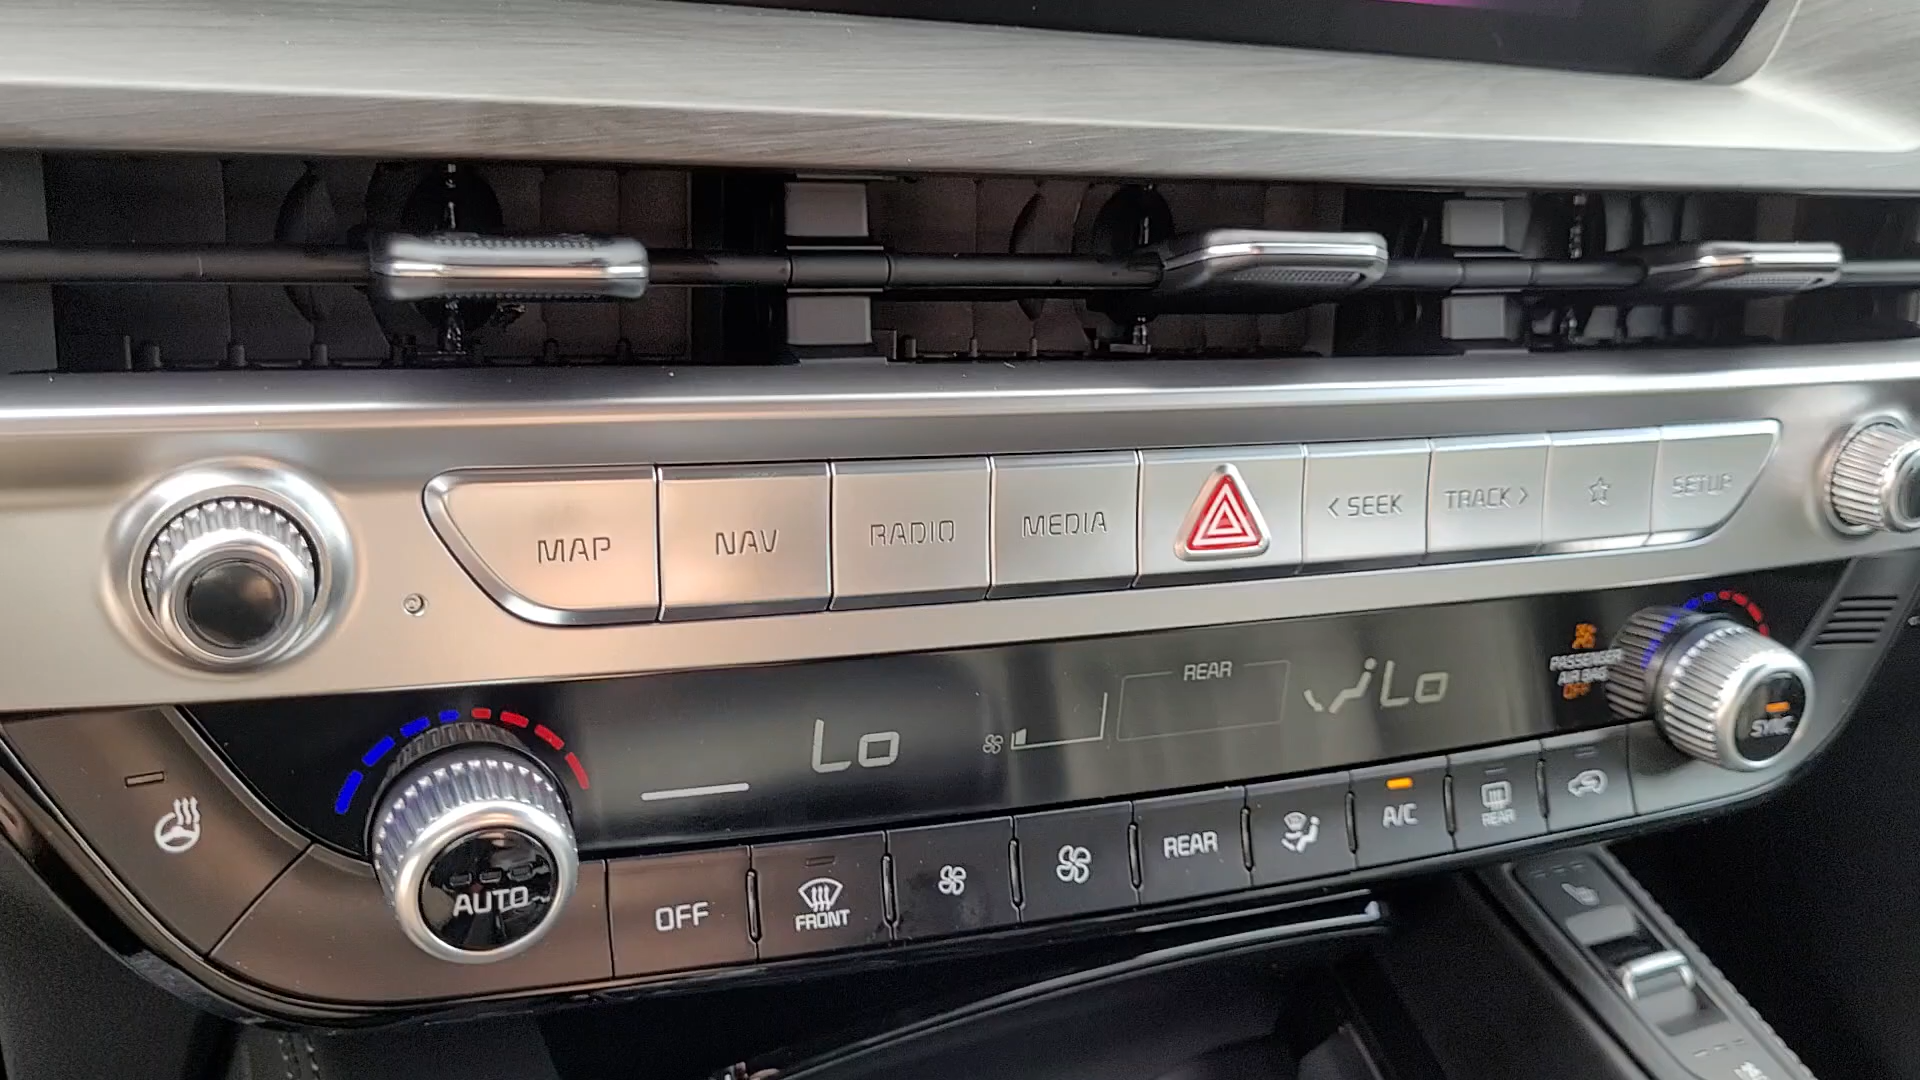 MAP
NAV
RADIO
MEDIA
< SEEK
TRACK >
SETUP
Lo
REAR
Lo
PASSENGER
AIR BAG
OFF
SYNC
AUTO
OFF
FRONT
REAR
A/C
REAR